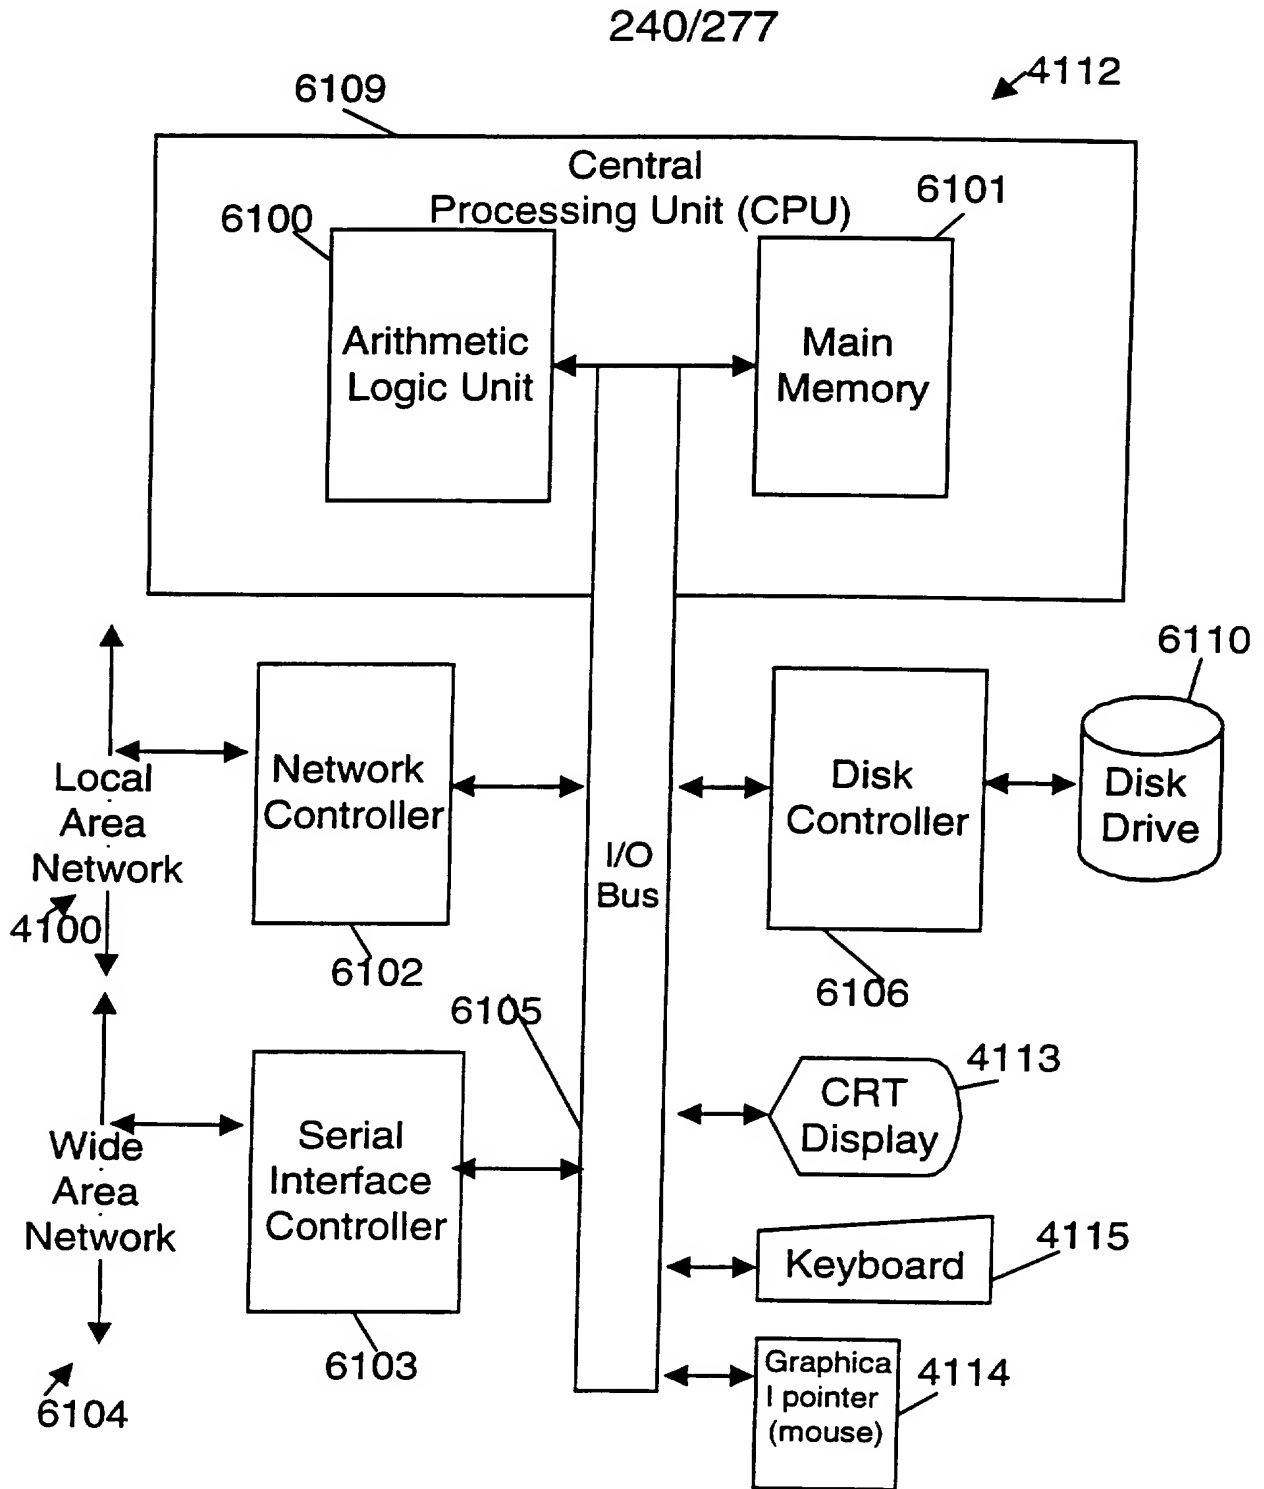 240/277
4112
6109
Central
Processing Unit (CPU)
6100
6101
Arithmetic
Logic Unit
Main
Memory
6110
Local
Area
Network
4100
Network
Controller
6102
I/O
Bus
Disk
Controller
6106
Disk
Drive
6105
Wide
Area
Network
6104
Serial
Interface
Controller
6103
CRT
Display
4113
Keyboard
4115
Graphica
l pointer
(mouse)
4114